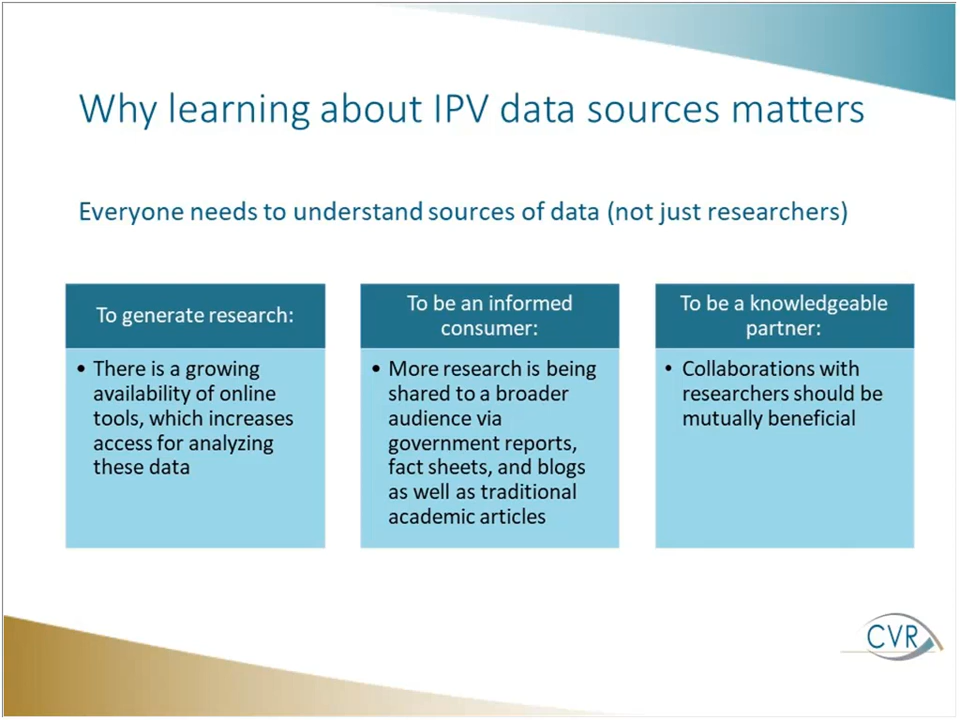 Why learning about IPV data sources matters
Everyone needs to understand sources of data (not just researchers)
To generate research:
• There is a growing
availability of online
tools, which increases
access for analyzing
these data
To be an informed
consumer:
• More research is being
shared to a broader
audience via
government reports,
fact sheets, and blogs
as well as traditional
academic articles
To be a knowledgeable
partner:
• Collaborations with
researchers should be
mutually beneficial
CVR